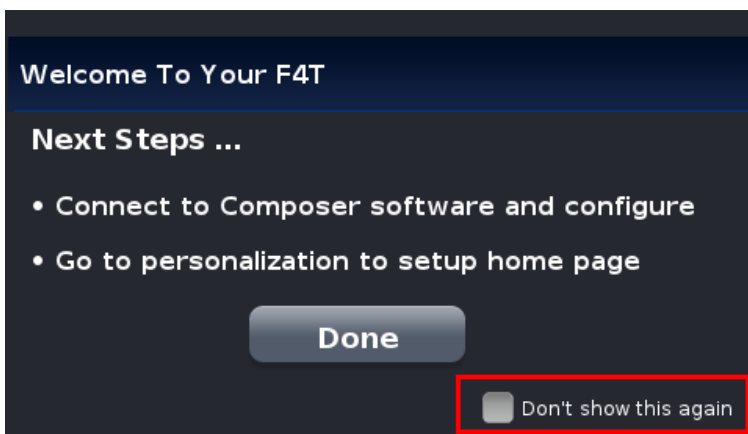 Welcome To Your F4T
Next Steps ...
• Connect to Composer software and configure
• Go to personalization to setup home page
Done
Don't show this again